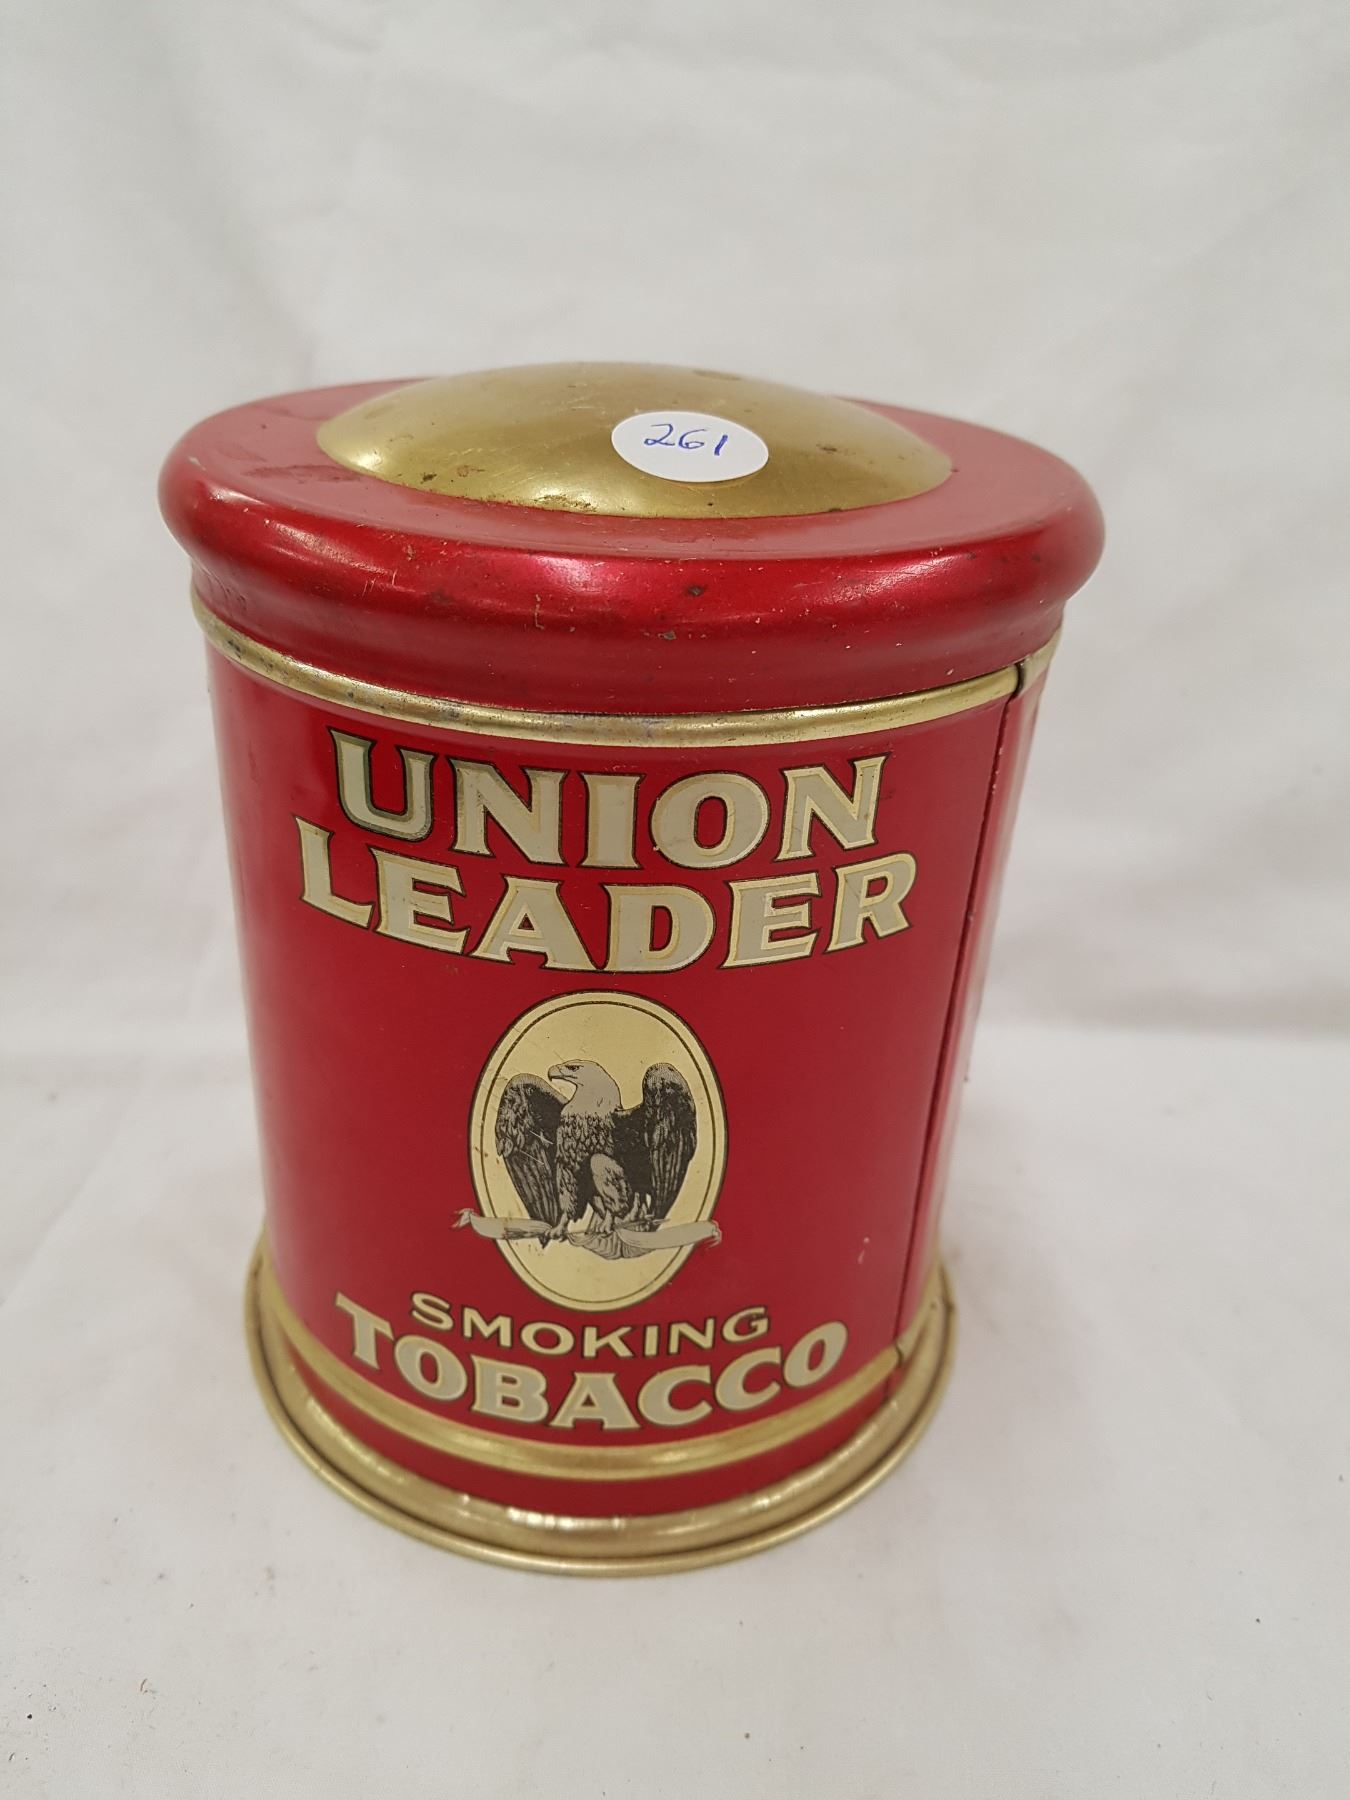 261
UNION
LEADER
SMOKING
TOBACCO